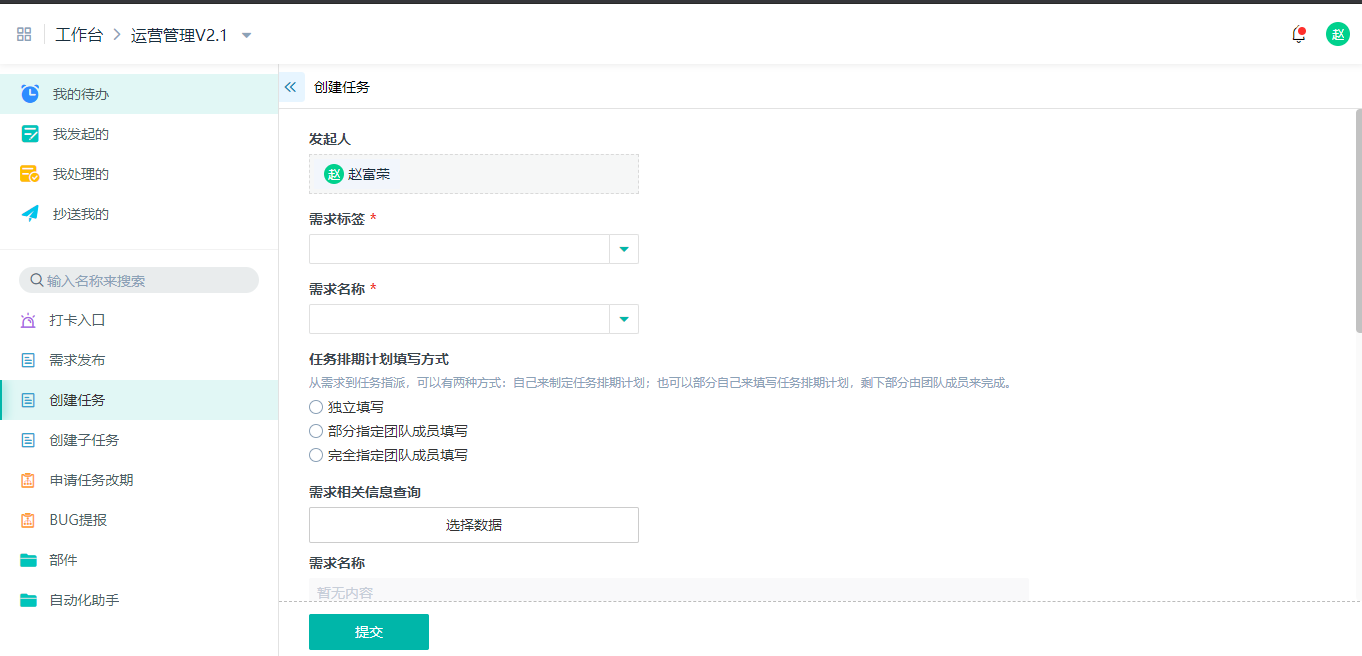 工作台 > 运营管理V2.1
赵
我的待办
我发起的
我处理的
抄送我的
输入名称来搜索
打卡入口
需求发布
创建任务
创建子任务
申请任务改期
BUG提报
部件
自动化助手
创建任务
发起人
赵 赵富荣
需求标签 *
需求名称 *
任务排期计划填写方式
从需求到任务指派，可以有两种方式：自己来制定任务排期计划；也可以部分自己来填写任务排期计划，剩下部分由团队成员来完成。
独立填写
部分指定团队成员填写
完全指定团队成员填写
需求相关信息查询
选择数据
需求名称
暂无内容
提交